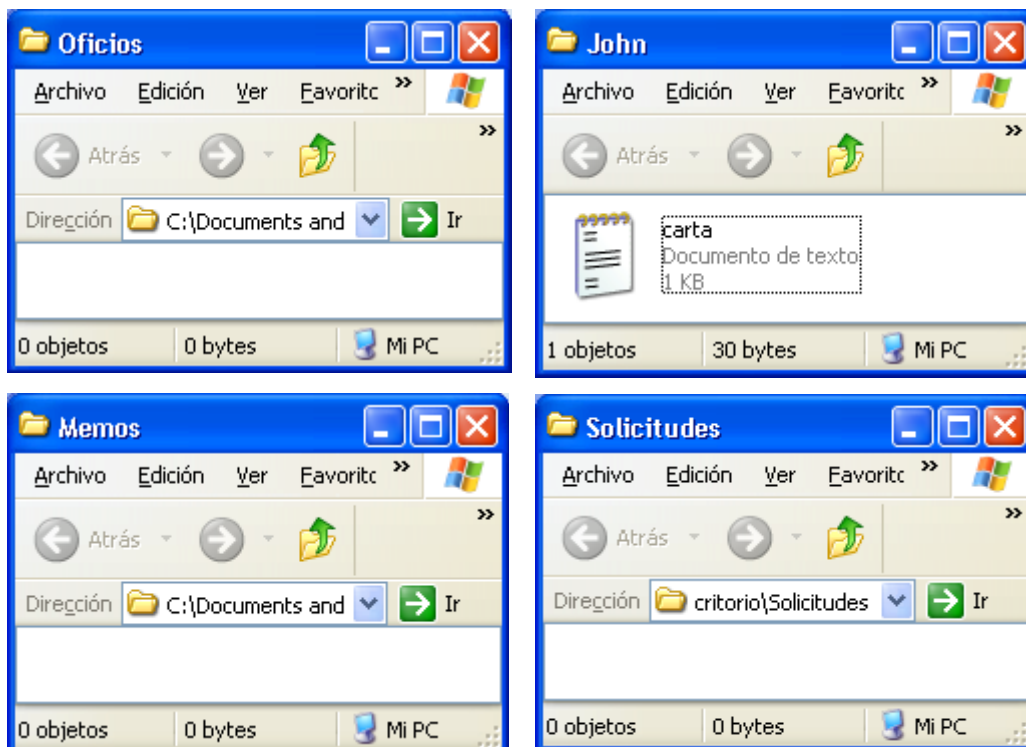 Oficios
Archivo Edición Ver Favoritc »
Atrás »
Dirección C:\Documents and Ir
0 objetos 0 bytes Mi PC
John
Archivo Edición Ver Favoritc »
Atrás »
carta
Documento de texto
1 KB
1 objetos 30 bytes Mi PC
Memos
Archivo Edición Ver Favoritc »
Atrás »
Dirección C:\Documents and Ir
0 objetos 0 bytes Mi PC
Solicitudes
Archivo Edición Ver Favoritc »
Atrás »
Dirección critorio\Solicitudes Ir
0 objetos 0 bytes Mi PC